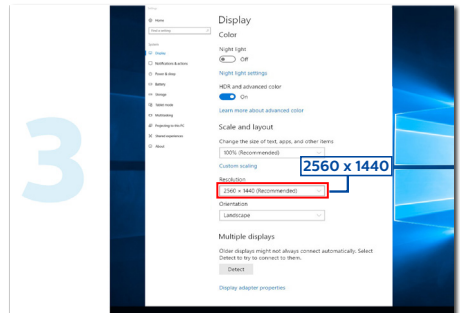 3
Home
Find a setting
System
Display
Notifications & actions
Power & sleep
Battery
Storage
Tablet mode
Multitasking
Projecting to this PC
Shared experiences
About
Display
Color
Night light
Off
Night light settings
HDR and advanced color
On
Learn more about advanced color
Scale and layout
Change the size of text, apps, and other items
100% (Recommended)
Custom scaling
2560 x 1440
Resolution
2560 × 1440 (Recommended)
Orientation
Landscape
Multiple displays
Older displays might not always connect automatically. Select
Detect to try to connect to them.
Detect
Display adapter properties